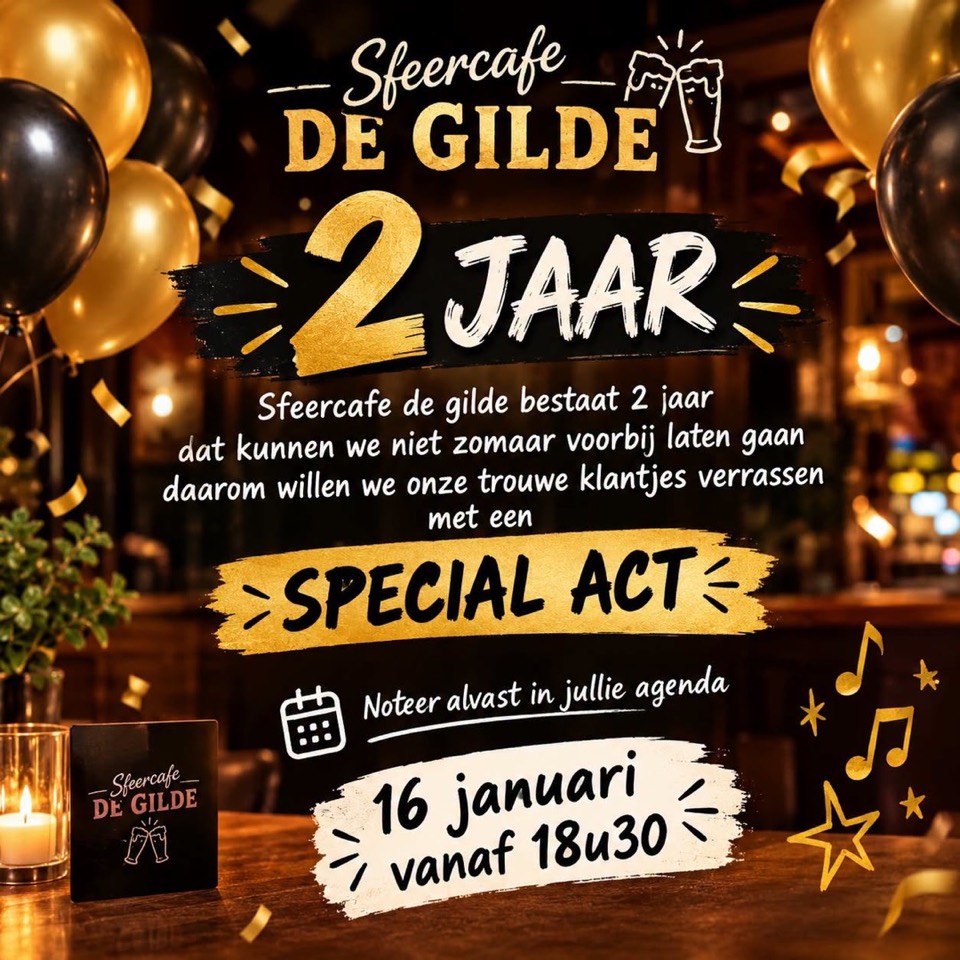 Sfeercafe
DE GILDE
2 JAAR
Sfeercafe de gilde bestaat 2 jaar
dat kunnen we niet zomaar voorbij laten gaan
daarom willen we onze trouwe klantjes verrassen
met een
SPECIAL ACT
Noteer alvast in jullie agenda
16 januari
vanaf 18u30
Sfeercafe
DE GILDE